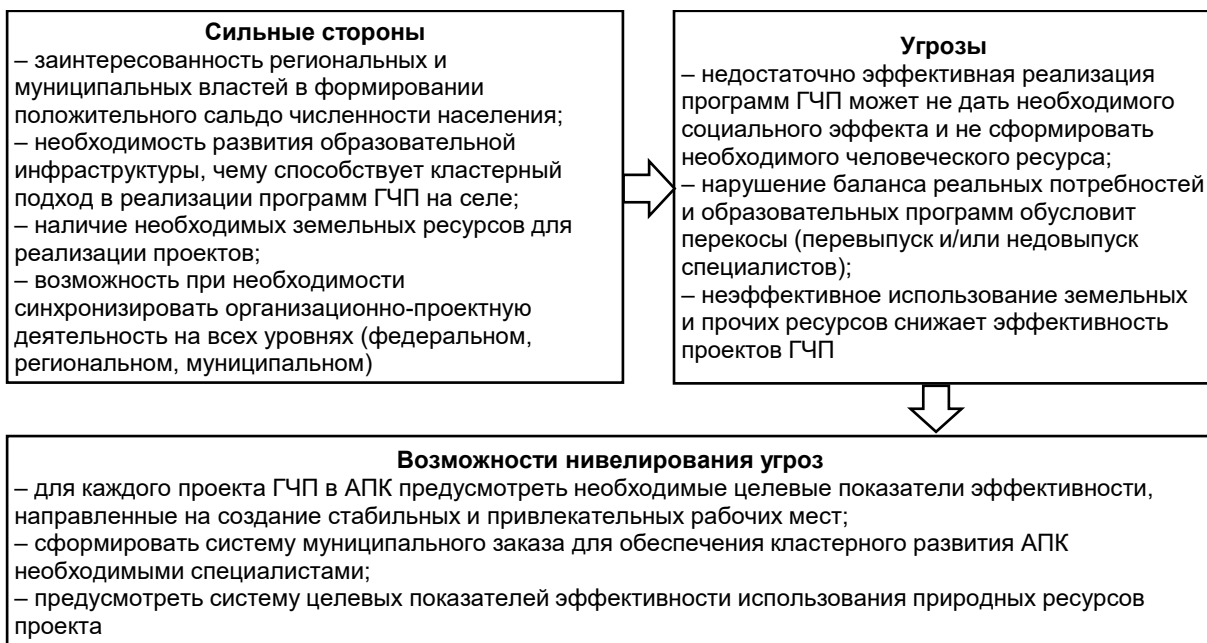 Сильные стороны
– заинтересованность региональных и
муниципальных властей в формировании
положительного сальдо численности населения;
– необходимость развития образовательной
инфраструктуры, чему способствует кластерный
подход в реализации программ ГЧП на селе;
– наличие необходимых земельных ресурсов для
реализации проектов;
– возможность при необходимости
синхронизировать организационно-проектную
деятельность на всех уровнях (федеральном,
региональном, муниципальном)
Угрозы
– недостаточно эффективная реализация
программ ГЧП может не дать необходимого
социального эффекта и не сформировать
необходимого человеческого ресурса;
– нарушение баланса реальных потребностей
и образовательных программ обусловит
перекосы (перевыпуск и/или недовыпуск
специалистов);
– неэффективное использование земельных
и прочих ресурсов снижает эффективность
проектов ГЧП
Возможности нивелирования угроз
– для каждого проекта ГЧП в АПК предусмотреть необходимые целевые показатели эффективности,
направленные на создание стабильных и привлекательных рабочих мест;
– сформировать систему муниципального заказа для обеспечения кластерного развития АПК
необходимыми специалистами;
– предусмотреть систему целевых показателей эффективности использования природных ресурсов
проекта